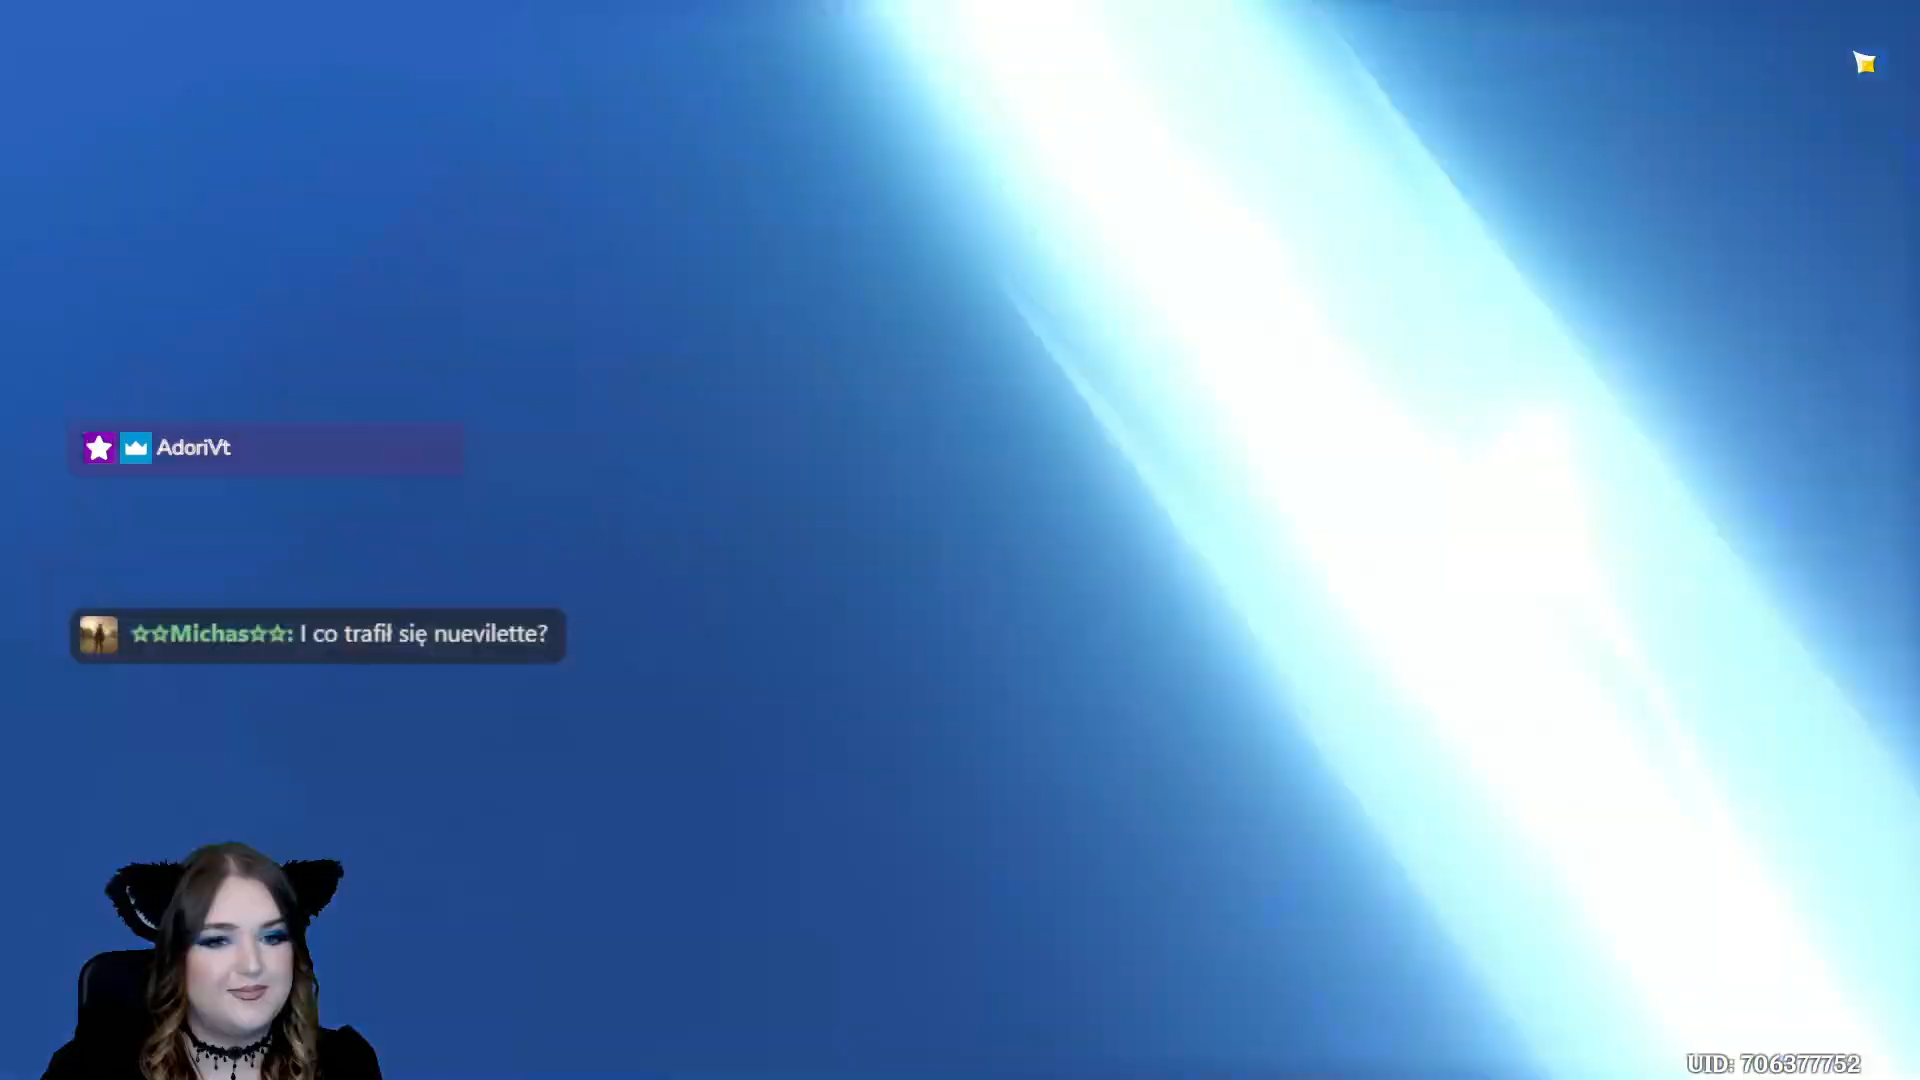 AdoriVt
☆☆Michas☆☆: I co trafił się nuevilette?
UID: 706377752